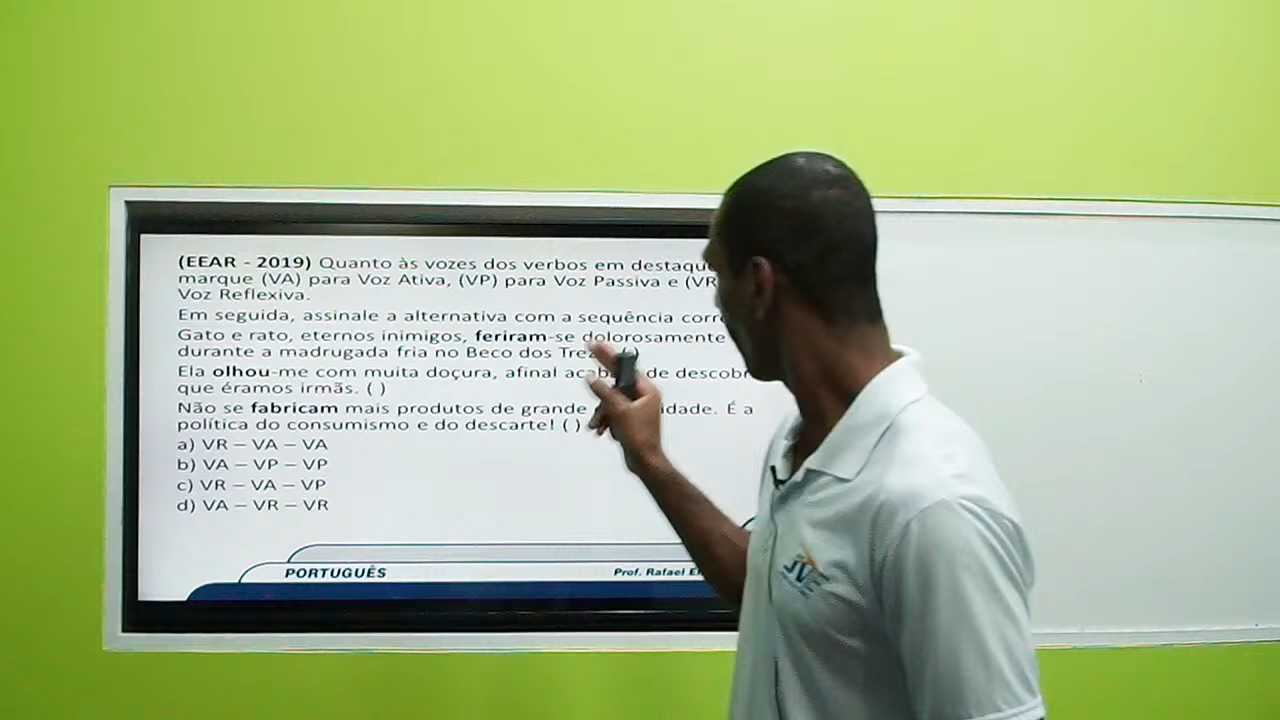 (EEAR - 2019) Quanto às vozes dos verbos em destaque
marque (VA) para Voz Ativa, (VP) para Voz Passiva e (VR
Voz Reflexiva.
Em seguida, assinale a alternativa com a sequência corr
Gato e rato, eternos inimigos, feriram-se dolorosamente
durante a madrugada fria no Beco dos Trez ( )
Ela olhou-me com muita doçura, afinal acaba de descobr
que éramos irmãs. ( )
Não se fabricam mais produtos de grande idade. É a
política do consumismo e do descarte! ( )
a) VR – VA – VA
b) VA – VP – VP
c) VR – VA – VP
d) VA – VR – VR
PORTUGUÊS
Prof. Rafael
JVE